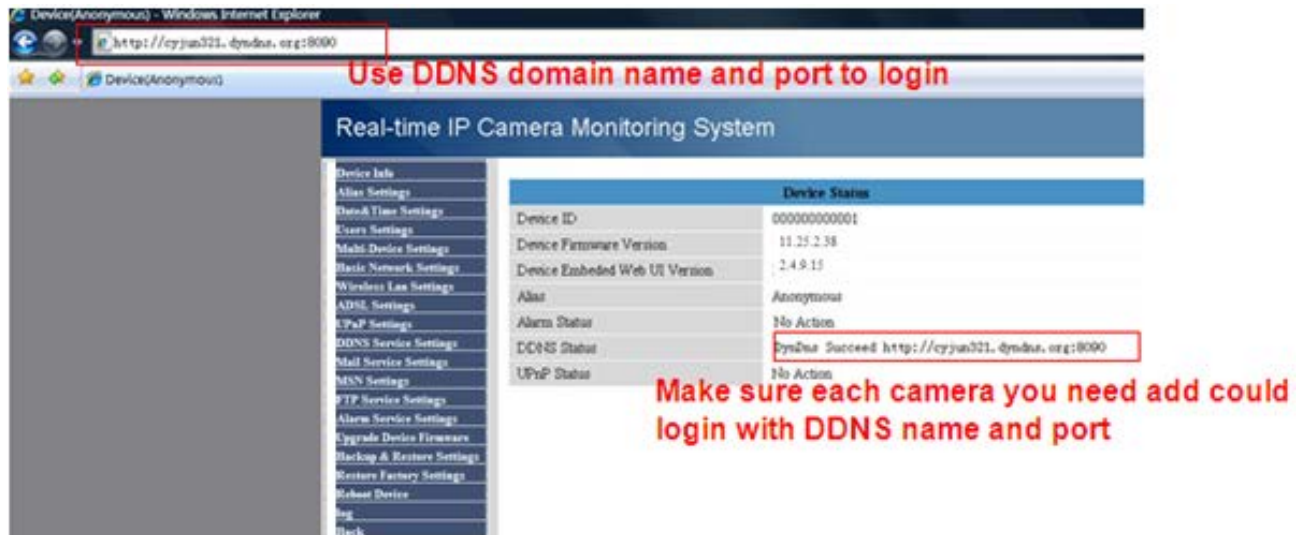 Device(Anonymous) - Windows Internet Explorer
http://cyjun321.dyndns.org:8090
Device(Anonymous)
Use DDNS domain name and port to login
Real-time IP Camera Monitoring System
Device Info
Alias Settings
Date&Time Settings
Users Settings
Multi-Device Settings
Basic Network Settings
Wireless Lan Settings
ADSL Settings
UPnP Settings
DDNS Service Settings
Mail Service Settings
MSN Settings
FTP Service Settings
Alarm Service Settings
Upgrade Device Firmware
Backup & Restore Settings
Restore Factory Settings
Reboot Device
log
Back
Device Status
Device ID 000000000001
Device Firmware Version 11.25.2.38
Device Embeded Web UI Version 2.4.9.15
Alias Anonymous
Alarm Status No Action
DDNS Status DynDns Succeed http://cyjun321.dyndns.org:8090
UPnP Status No Action
Make sure each camera you need add could
login with DDNS name and port